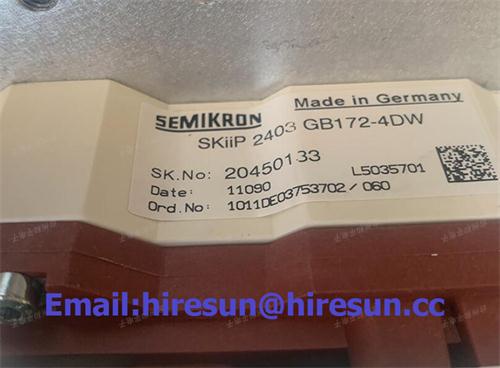 SEMIKRON
Made in Germany
SKiiP 2403 GB172-4DW
SK.No: 20450133
L5035701
Date: 11090
Ord.No: 1011DE03753702/060
Email:hiresun@hiresun.cc